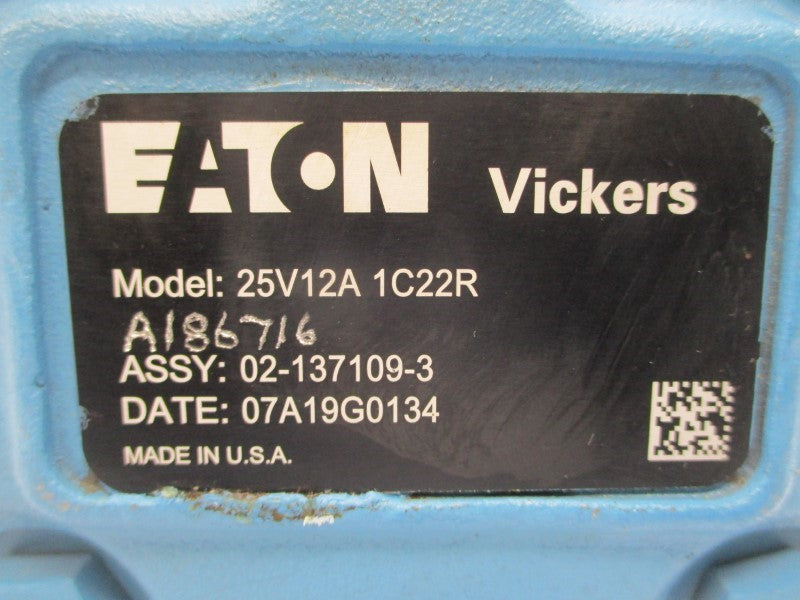 EATON Vickers
Model: 25V12A 1C22R
A186716
ASSY: 02-137109-3
DATE: 07A19G0134
MADE IN U.S.A.